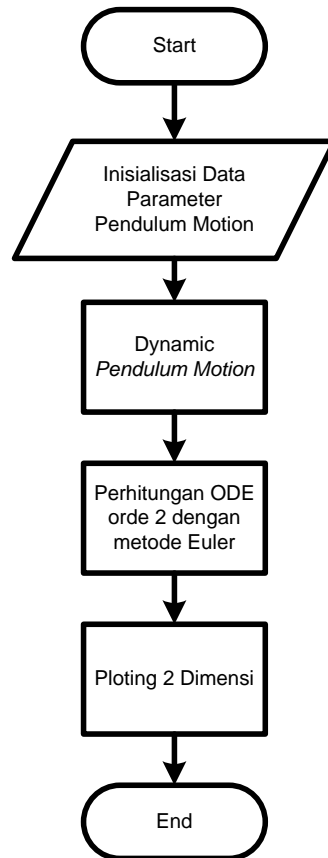 Start
Inisialisasi Data
Parameter
Pendulum Motion
Dynamic
Pendulum Motion
Perhitungan ODE
orde 2 dengan
metode Euler
Ploting 2 Dimensi
End